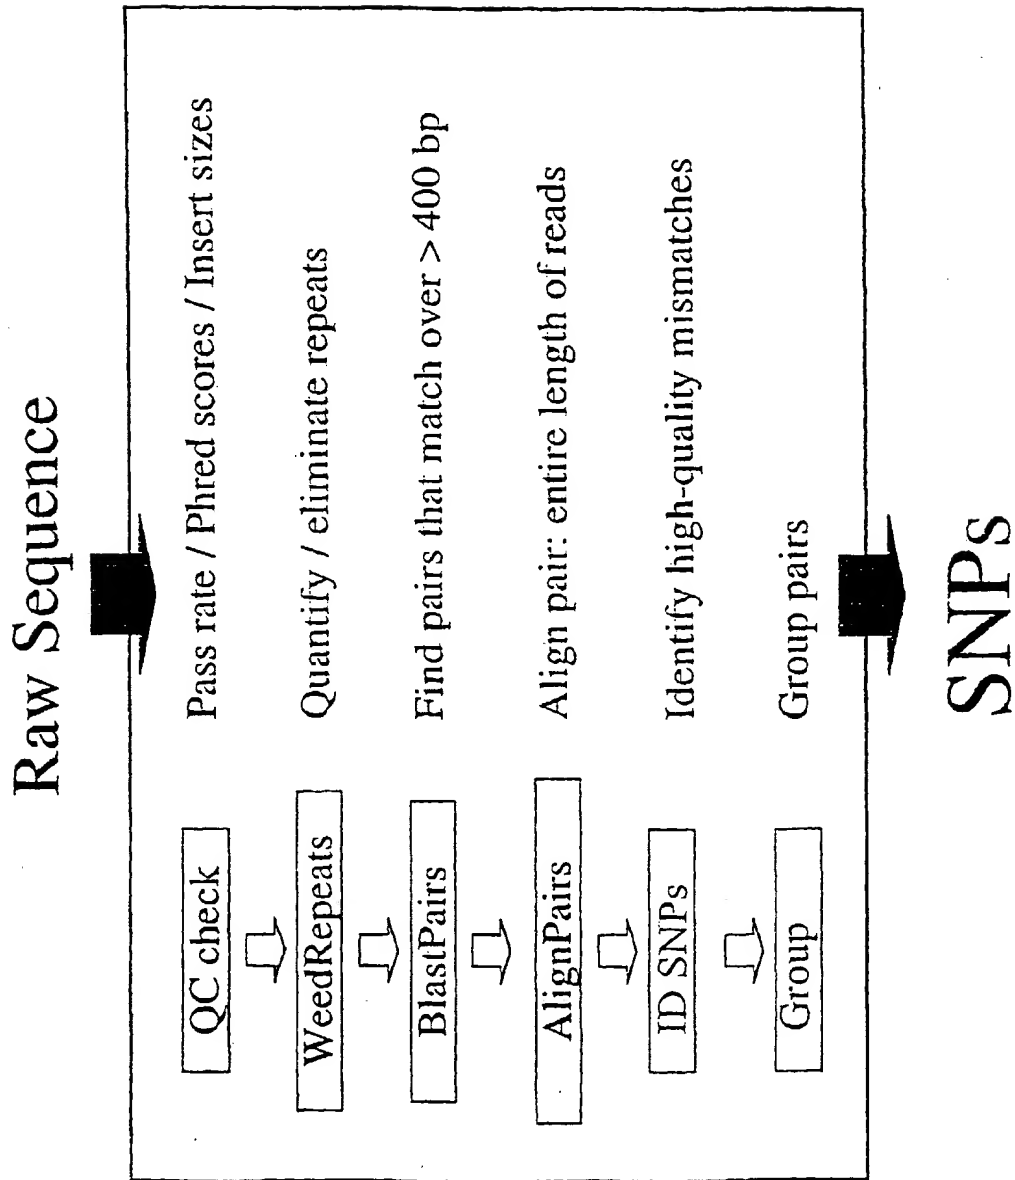 Raw Sequence
QC check
Pass rate / Phred scores / Insert sizes
WeedRepeats
Quantify / eliminate repeats
BlastPairs
Find pairs that match over > 400 bp
AlignPairs
Align pair: entire length of reads
ID SNPs
Identify high-quality mismatches
Group
Group pairs
SNPs